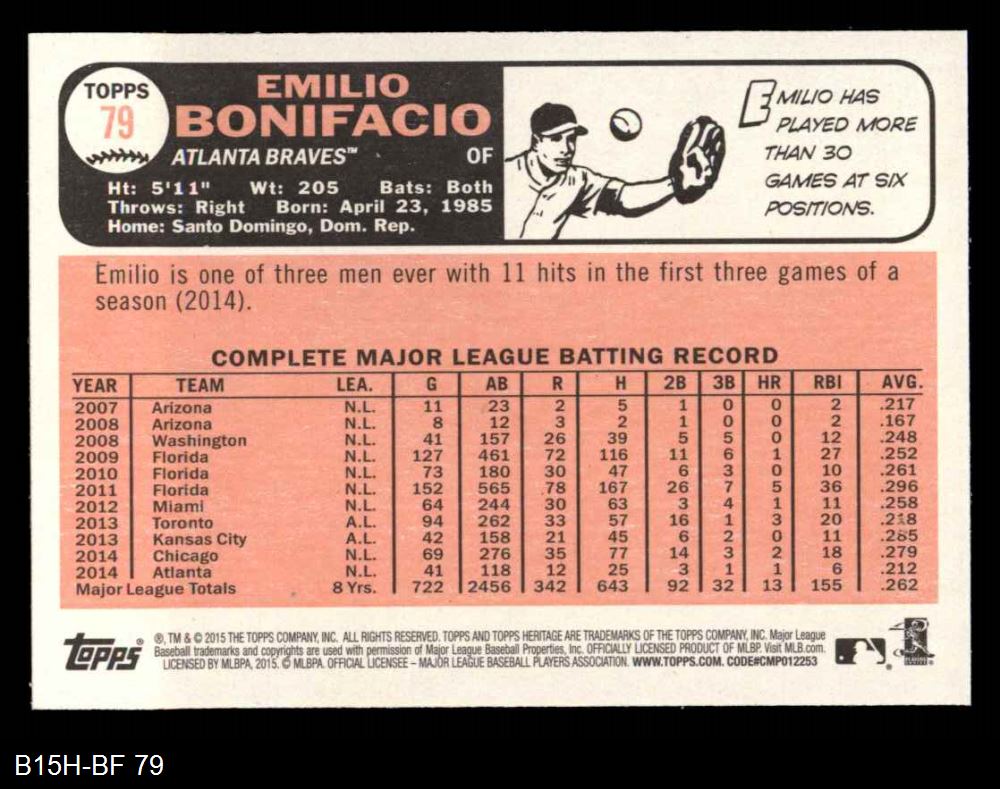 TOPPS
79
EMILIO
BONIFACIO
ATLANTA BRAVES™ OF
Ht: 5'11" Wt: 205 Bats: Both
Throws: Right Born: April 23, 1985
Home: Santo Domingo, Dom. Rep.
EMILIO HAS
PLAYED MORE
THAN 30
GAMES AT SIX
POSITIONS.
Emilio is one of three men ever with 11 hits in the first three games of a
season (2014).
COMPLETE MAJOR LEAGUE BATTING RECORD
YEAR TEAM LEA. G AB R H 2B 3B HR RBI AVG.
2007 Arizona N.L. 11 23 2 5 1 0 0 2 .217
2008 Arizona N.L. 8 12 3 2 1 0 0 2 .167
2008 Washington N.L. 41 157 26 39 5 5 0 12 .248
2009 Florida N.L. 127 461 72 116 11 6 1 27 .252
2010 Florida N.L. 73 180 30 47 6 3 0 10 .261
2011 Florida N.L. 152 565 78 167 26 7 5 36 .296
2012 Miami N.L. 64 244 30 63 3 4 1 11 .258
2013 Toronto A.L. 94 262 33 57 16 1 3 20 .218
2013 Kansas City A.L. 42 158 21 45 6 2 0 11 .285
2014 Chicago N.L. 69 276 35 77 14 3 2 18 .279
2014 Atlanta N.L. 41 118 12 25 3 1 1 6 .212
Major League Totals 8 Yrs. 722 2456 342 643 92 32 13 155 .262
topps®
®, TM & © 2015 THE TOPPS COMPANY, INC. ALL RIGHTS RESERVED. TOPPS AND TOPPS HERITAGE ARE TRADEMARKS OF THE TOPPS COMPANY, INC. Major League
Baseball trademarks and copyrights are used with permission of Major League Baseball Properties, Inc. OFFICIALLY LICENSED PRODUCT OF MLBP. Visit MLB.com.
LICENSED BY MLBPA, 2015. © MLBPA. OFFICIAL LICENSEE – MAJOR LEAGUE BASEBALL PLAYERS ASSOCIATION. WWW.TOPPS.COM. CODE#CMP012253
B15H-BF 79